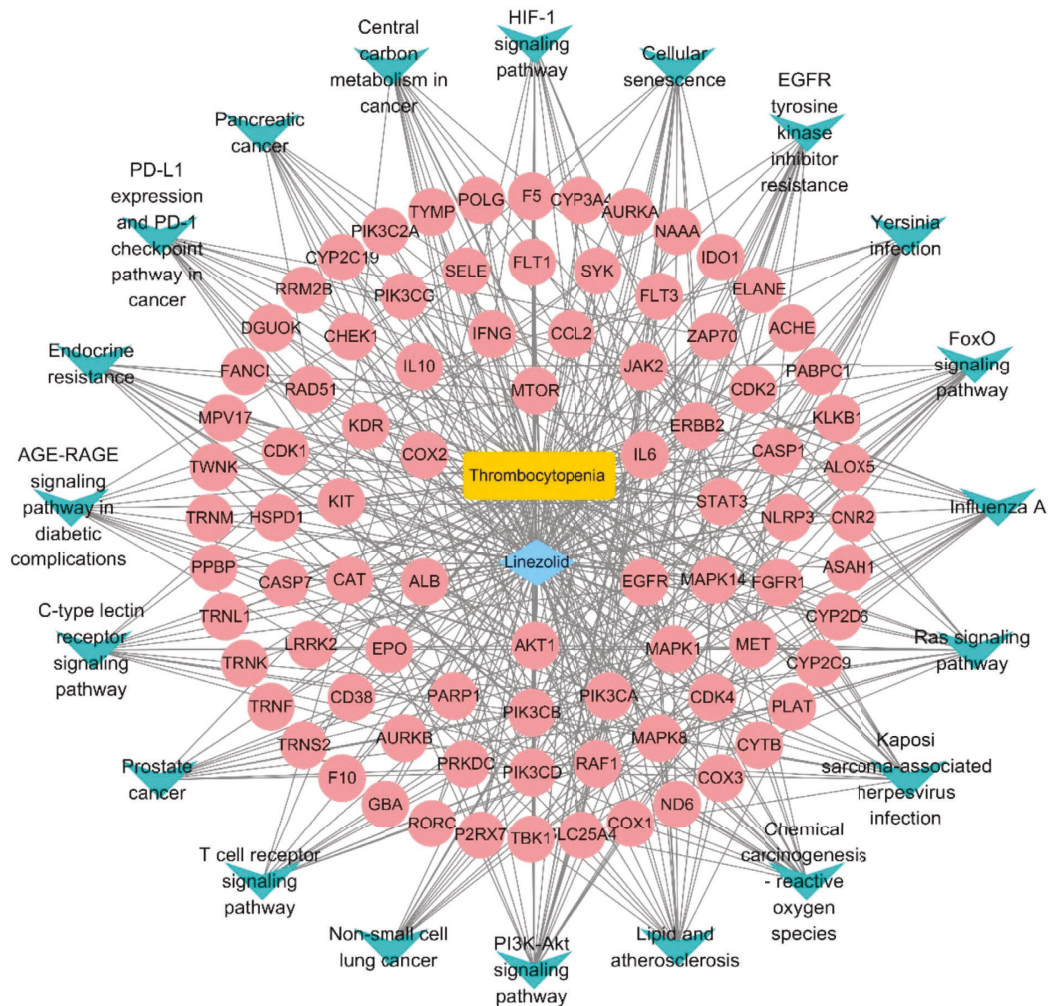 Central
carbon
metabolism in
cancer
HIF-1
signaling
pathway
Cellular
senescence
EGFR
tyrosine
kinase
inhibitor
resistance
Pancreatic
cancer
PD-L1
expression
and PD-1
checkpoint
pathway in
cancer
Yersinia
infection
Endocrine
resistance
FoxO
signaling
pathway
AGE-RAGE
signaling
pathway in
diabetic
complications
Influenza A
C-type lectin
receptor
signaling
pathway
Ras signaling
pathway
Prostate
cancer
Kaposi
sarcoma-associated
herpesvirus
infection
T cell receptor
signaling
pathway
Chemical
carcinogenesis
- reactive
oxygen
species
Non-small cell
lung cancer
PI3K-Akt
signaling
pathway
Lipid and
atherosclerosis
TYMP
POLG
F5
CYP3A4
AURKA
NAAA
IDO1
ELANE
ACHE
PABPC1
KLKB1
ALOX5
CNR2
ASAH1
CYP2D6
CYP2C9
PLAT
CYTB
COX3
ND6
COX1
SLC25A4
TBK1
P2RX7
RORC
GBA
F10
TRNS2
TRNF
TRNK
TRNL1
PPBP
TRNM
TWNK
MPV17
FANCI
DGUOK
RRM2B
CYP2C19
PIK3C2A
SELE
FLT1
SYK
FLT3
ZAP70
CDK2
CASP1
NLRP3
FGFR1
MET
CDK4
MAPK8
RAF1
PIK3CD
PRKDC
AURKB
CD38
LRRK2
CASP7
HSPD1
CDK1
RAD51
CHEK1
PIK3CG
IFNG
CCL2
JAK2
ERBB2
STAT3
MAPK14
MAPK1
PIK3CA
PIK3CB
PARP1
EPO
CAT
KIT
KDR
IL10
MTOR
IL6
EGFR
AKT1
ALB
COX2
Thrombocytopenia
Linezolid